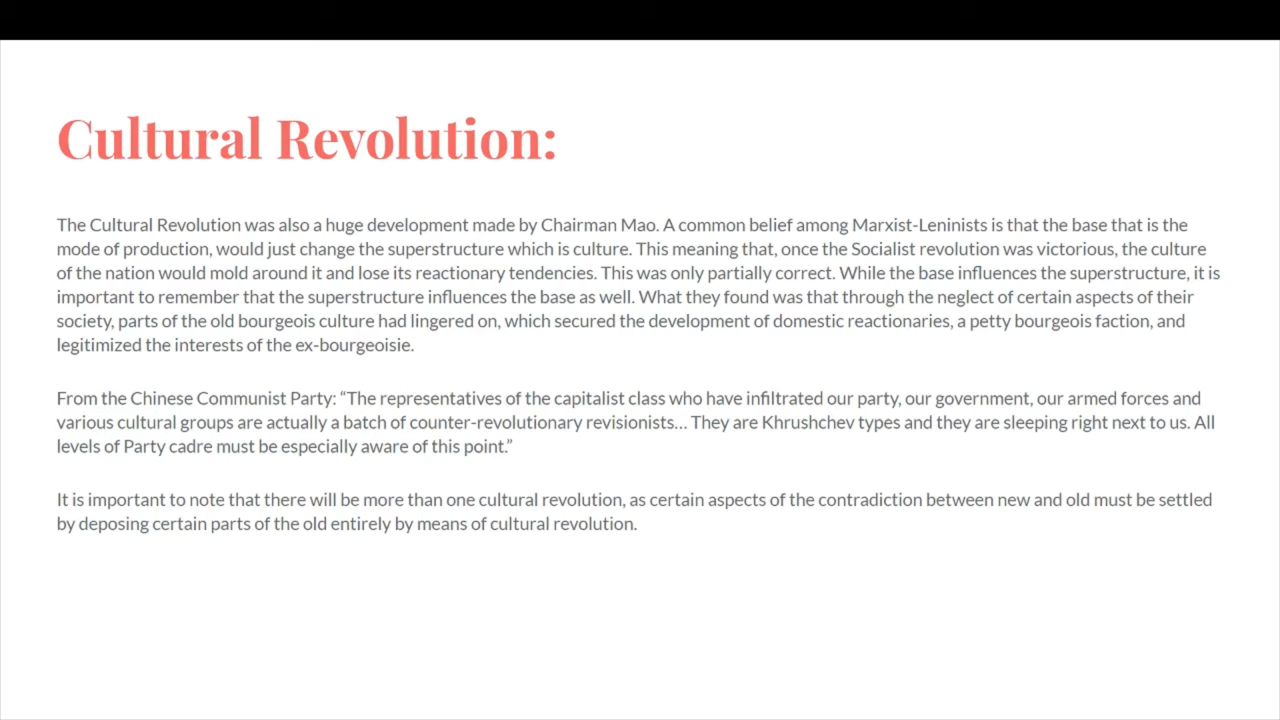 Cultural Revolution:
The Cultural Revolution was also a huge development made by Chairman Mao. A common belief among Marxist-Leninists is that the base that is the
mode of production, would just change the superstructure which is culture. This meaning that, once the Socialist revolution was victorious, the culture
of the nation would mold around it and lose its reactionary tendencies. This was only partially correct. While the base influences the superstructure, it is
important to remember that the superstructure influences the base as well. What they found was that through the neglect of certain aspects of their
society, parts of the old bourgeois culture had lingered on, which secured the development of domestic reactionaries, a petty bourgeois faction, and
legitimized the interests of the ex-bourgeoisie.
From the Chinese Communist Party: “The representatives of the capitalist class who have infiltrated our party, our government, our armed forces and
various cultural groups are actually a batch of counter-revolutionary revisionists… They are Khrushchev types and they are sleeping right next to us. All
levels of Party cadre must be especially aware of this point.”
It is important to note that there will be more than one cultural revolution, as certain aspects of the contradiction between new and old must be settled
by deposing certain parts of the old entirely by means of cultural revolution.